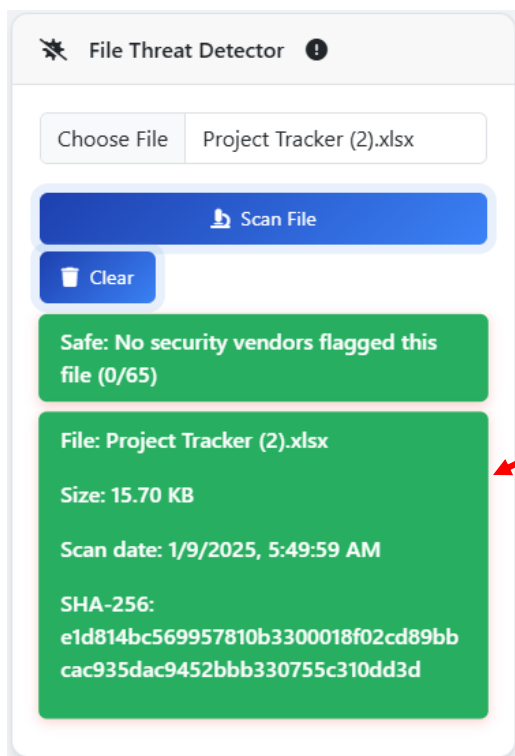 File Threat Detector
Choose File Project Tracker (2).xlsx
Scan File
Clear
Safe: No security vendors flagged this
file (0/65)
File: Project Tracker (2).xlsx
Size: 15.70 KB
Scan date: 1/9/2025, 5:49:59 AM
SHA-256:
e1d814bc569957810b3300018f02cd89bb
cac935dac9452bbb330755c310dd3d